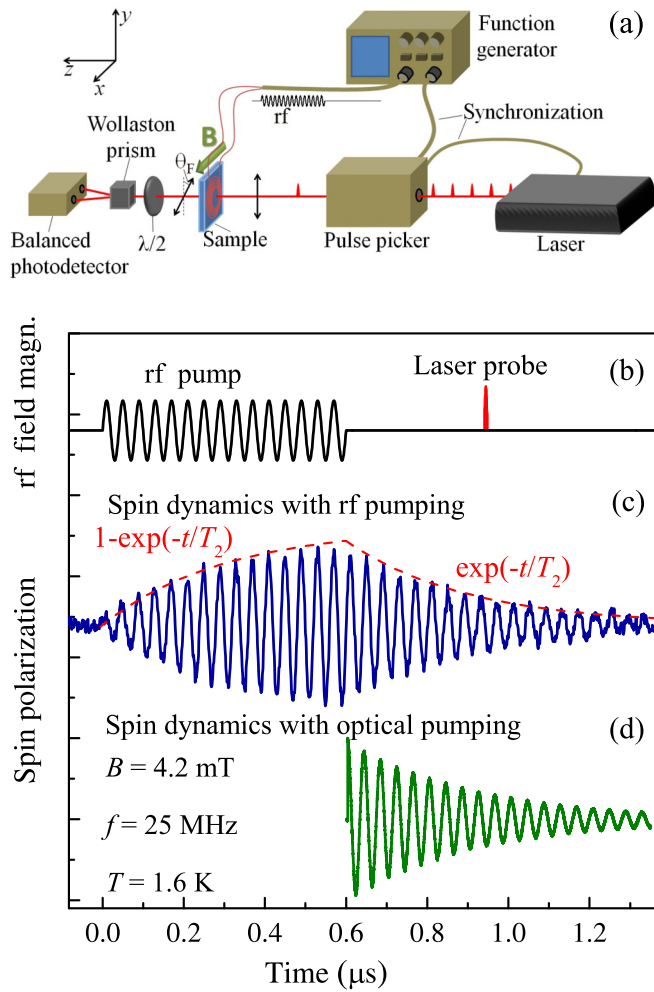 y
z
x
(a)
Function
generator
rf
Synchronization
B
Wollaston
prism
θF
Balanced
photodetector
λ/2
Sample
Pulse picker
Laser
rf field magn.
rf pump
Laser probe
(b)
Spin dynamics with rf pumping
(c)
1-exp(-t/T2)
exp(-t/T2)
Spin polarization
Spin dynamics with optical pumping
(d)
B = 4.2 mT
f = 25 MHz
T = 1.6 K
0.0 0.2 0.4 0.6 0.8 1.0 1.2
Time (μs)